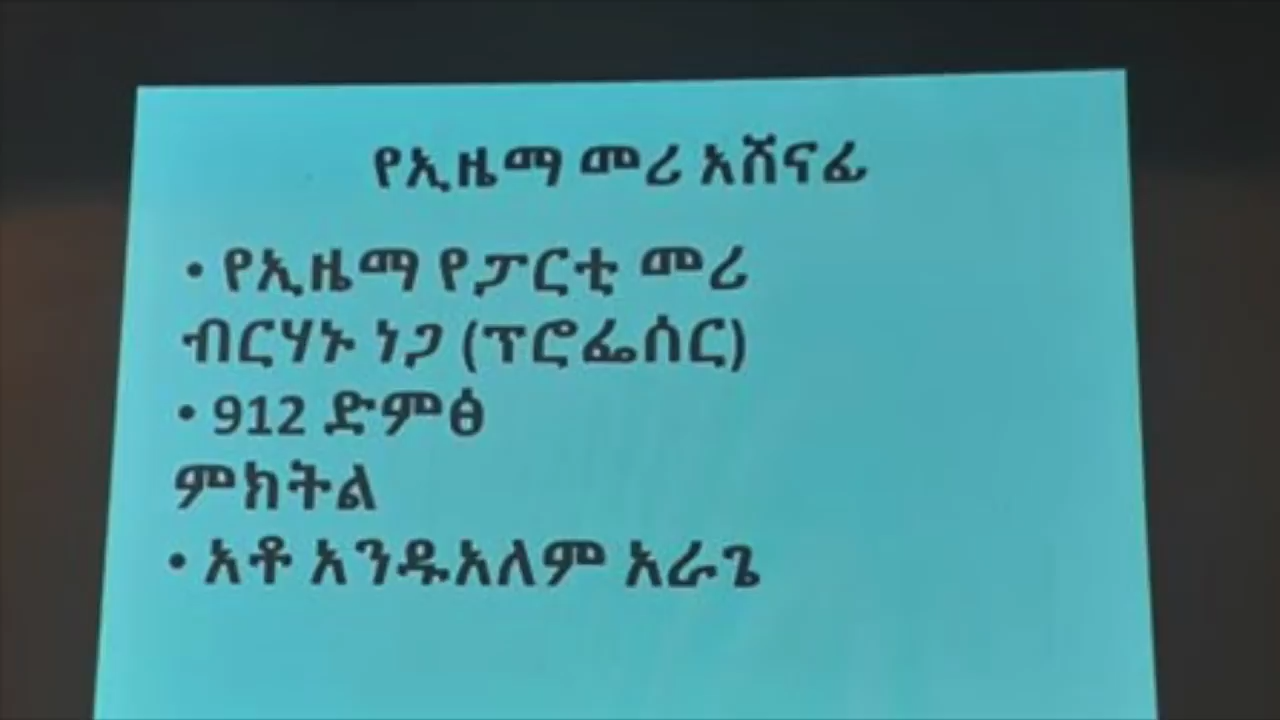 የኢዜማ መሪ አሸናፊ
• የኢዜማ የፓርቲ መሪ
ብርሃኑ ነጋ (ፕሮፌሰር)
• 912 ድምፅ
ምክትል
• አቶ አንዱአለም አራጌ